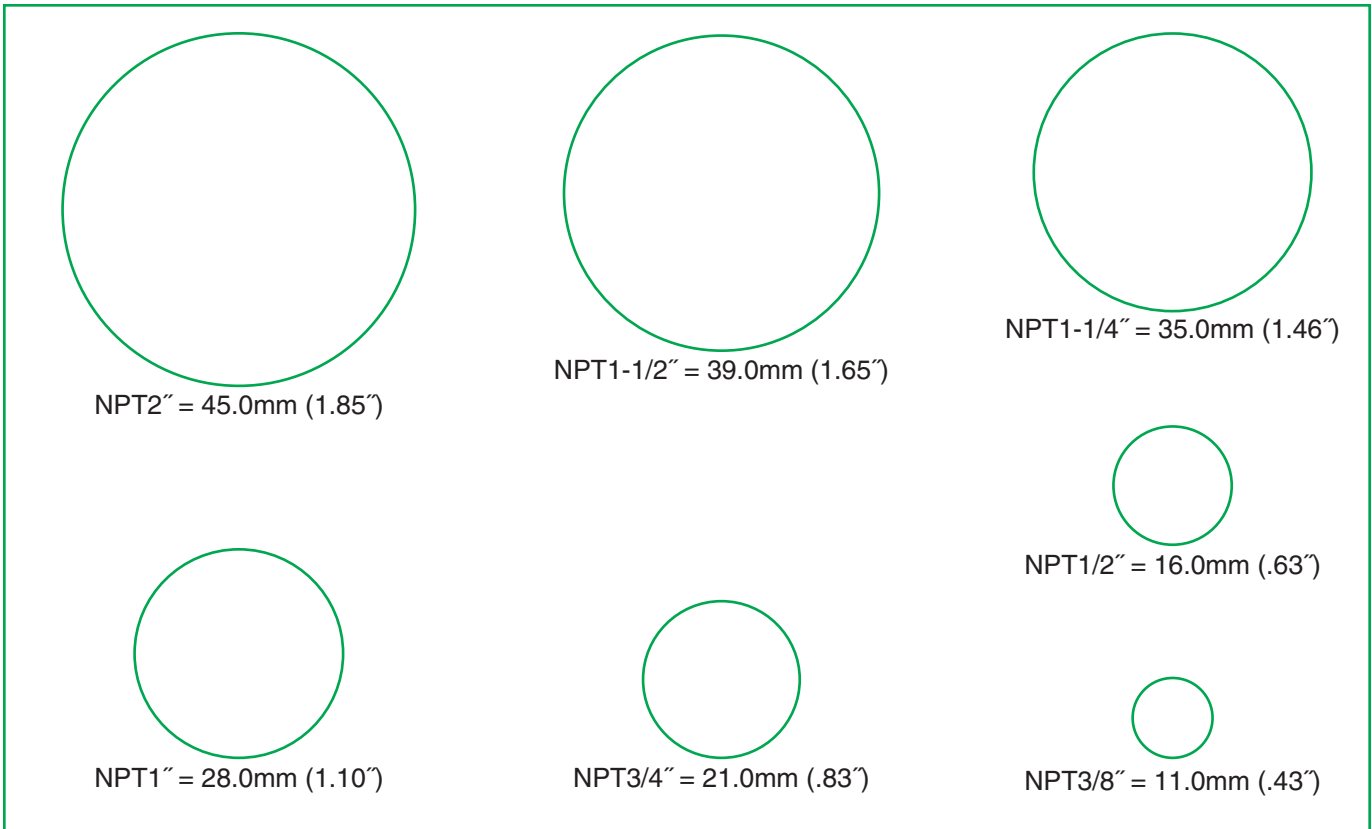 NPT2˝ = 45.0mm (1.85˝)
NPT1-1/2˝ = 39.0mm (1.65˝)
NPT1-1/4˝ = 35.0mm (1.46˝)
NPT1/2˝ = 16.0mm (.63˝)
NPT1˝ = 28.0mm (1.10˝)
NPT3/4˝ = 21.0mm (.83˝)
NPT3/8˝ = 11.0mm (.43˝)